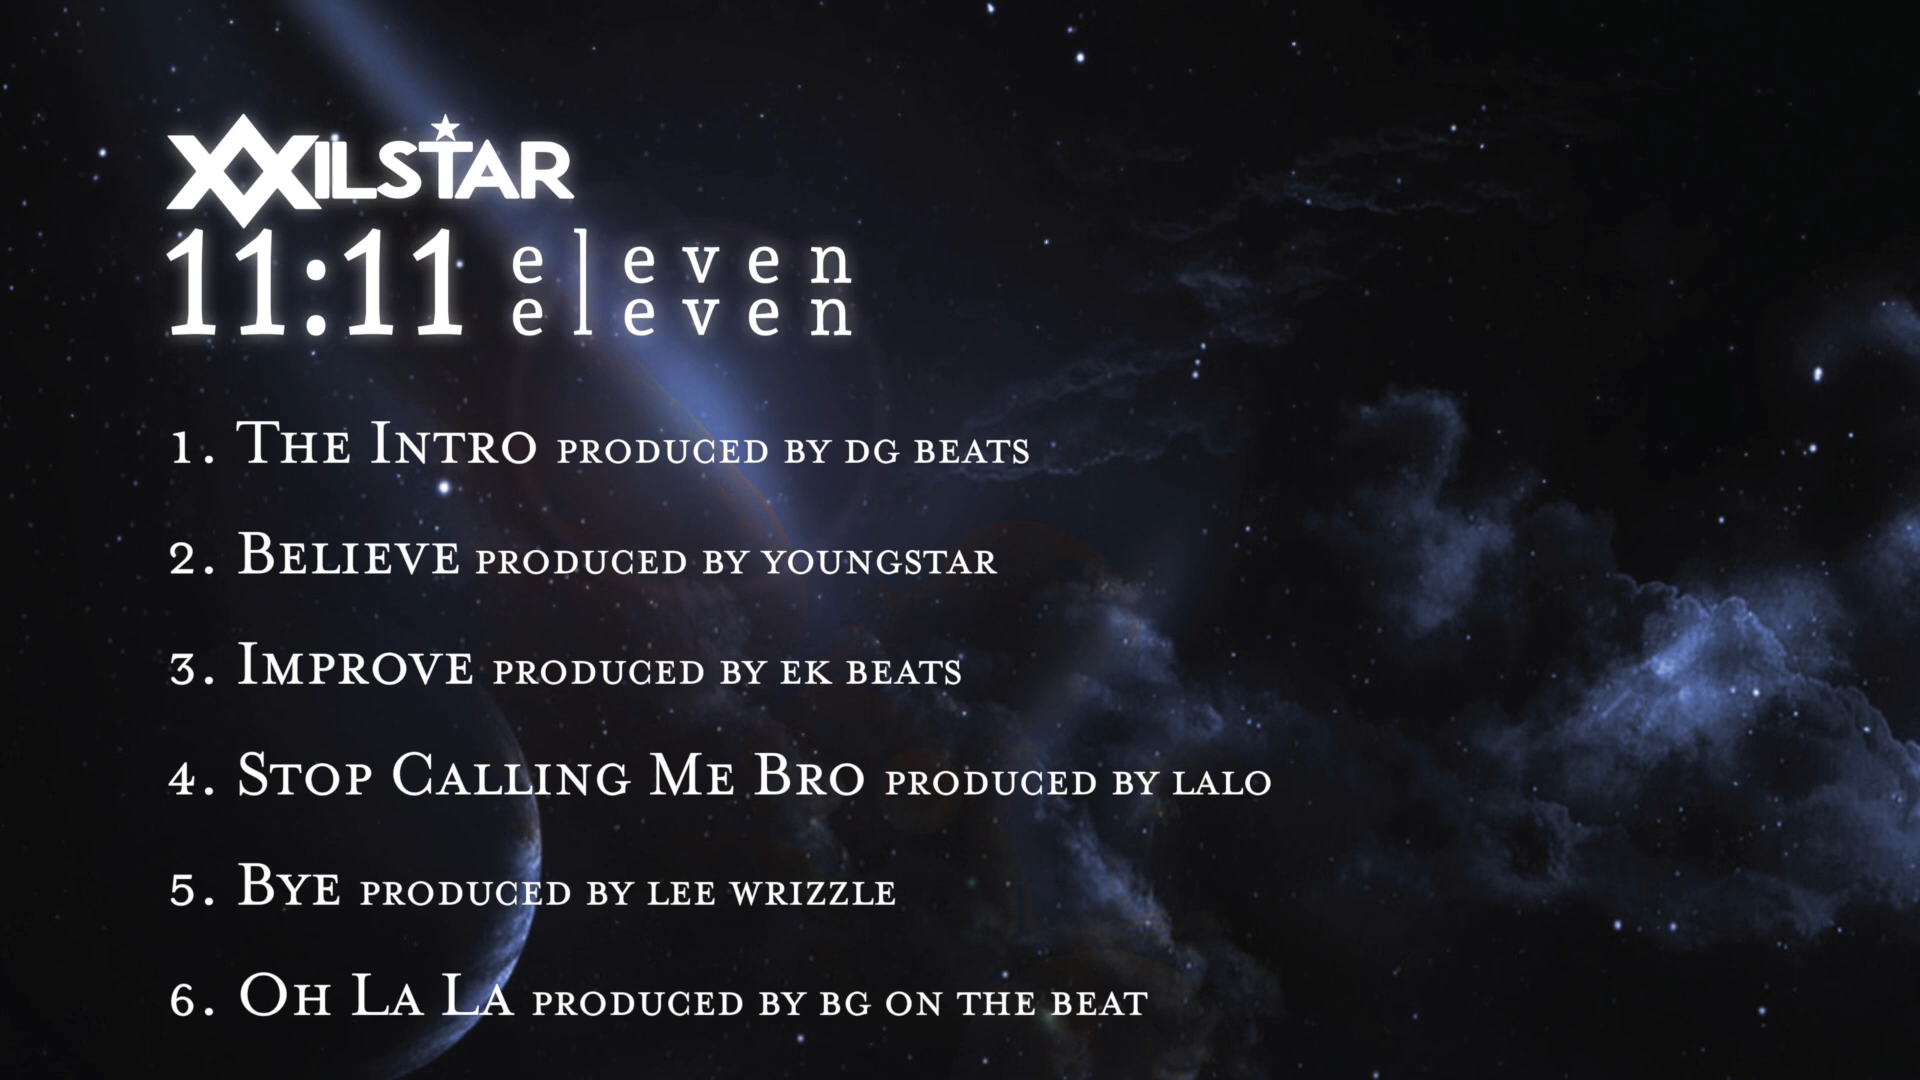 XXILSTAR
11:11 eleven
eleven
1. The Intro produced by dg beats
2. Believe produced by youngstar
3. Improve produced by ek beats
4. Stop Calling Me Bro produced by lalo
5. Bye produced by lee wrizzle
6. Oh La La produced by bg on the beat